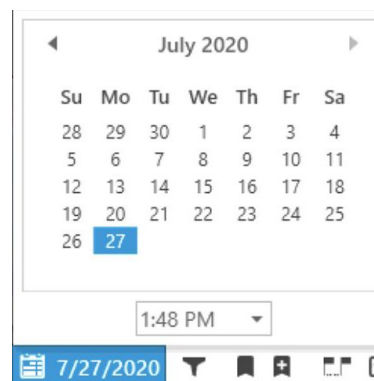 July 2020
Su Mo Tu We Th Fr Sa
28 29 30 1 2 3 4
5 6 7 8 9 10 11
12 13 14 15 16 17 18
19 20 21 22 23 24 25
26 27
1:48 PM
7/27/2020